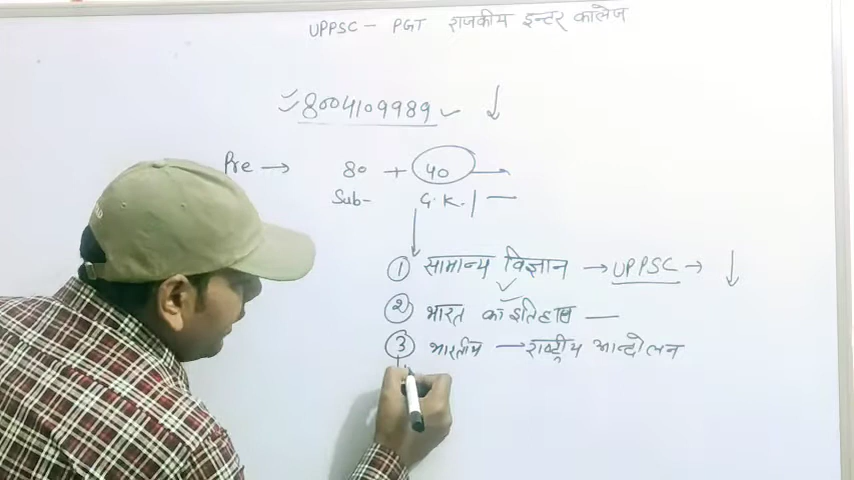 UPPSC - PGT राजकीय इन्टर कालेज
8004109989
Pre → 80 + 40
Sub- G.K.
① सामान्य विज्ञान → UPPSC →
② भारत का इतिहास —
③ भारतीय — राष्ट्रीय आन्दोलन